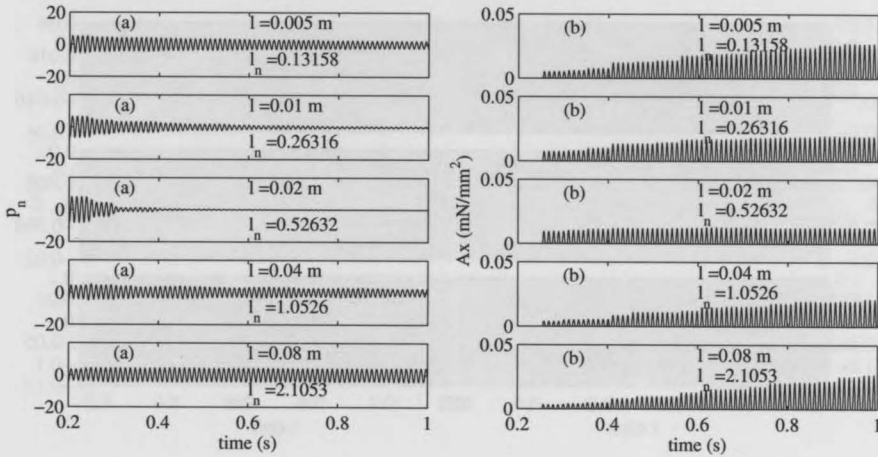 (a) l = 0.005 m
l_n =0.13158
20
0
−20
(a) l = 0.01 m
l_n =0.26316
20
0
−20
(a) l = 0.02 m
l_n =0.52632
20
0
−20
(a) l = 0.04 m
l_n =1.0526
20
0
−20
(a) l = 0.08 m
l_n =2.1053
20
0
−20
p_n
0.2 0.4 0.6 0.8 1
time (s)
(b) l = 0.005 m
l_n =0.13158
0.05
0
(b) l = 0.01 m
l_n =0.26316
0.05
0
(b) l = 0.02 m
l_n =0.52632
0.05
0
(b) l = 0.04 m
l_n =1.0526
0.05
0
(b) l = 0.08 m
l_n =2.1053
0.05
0
Ax (mN/mm²)
0.2 0.4 0.6 0.8 1
time (s)